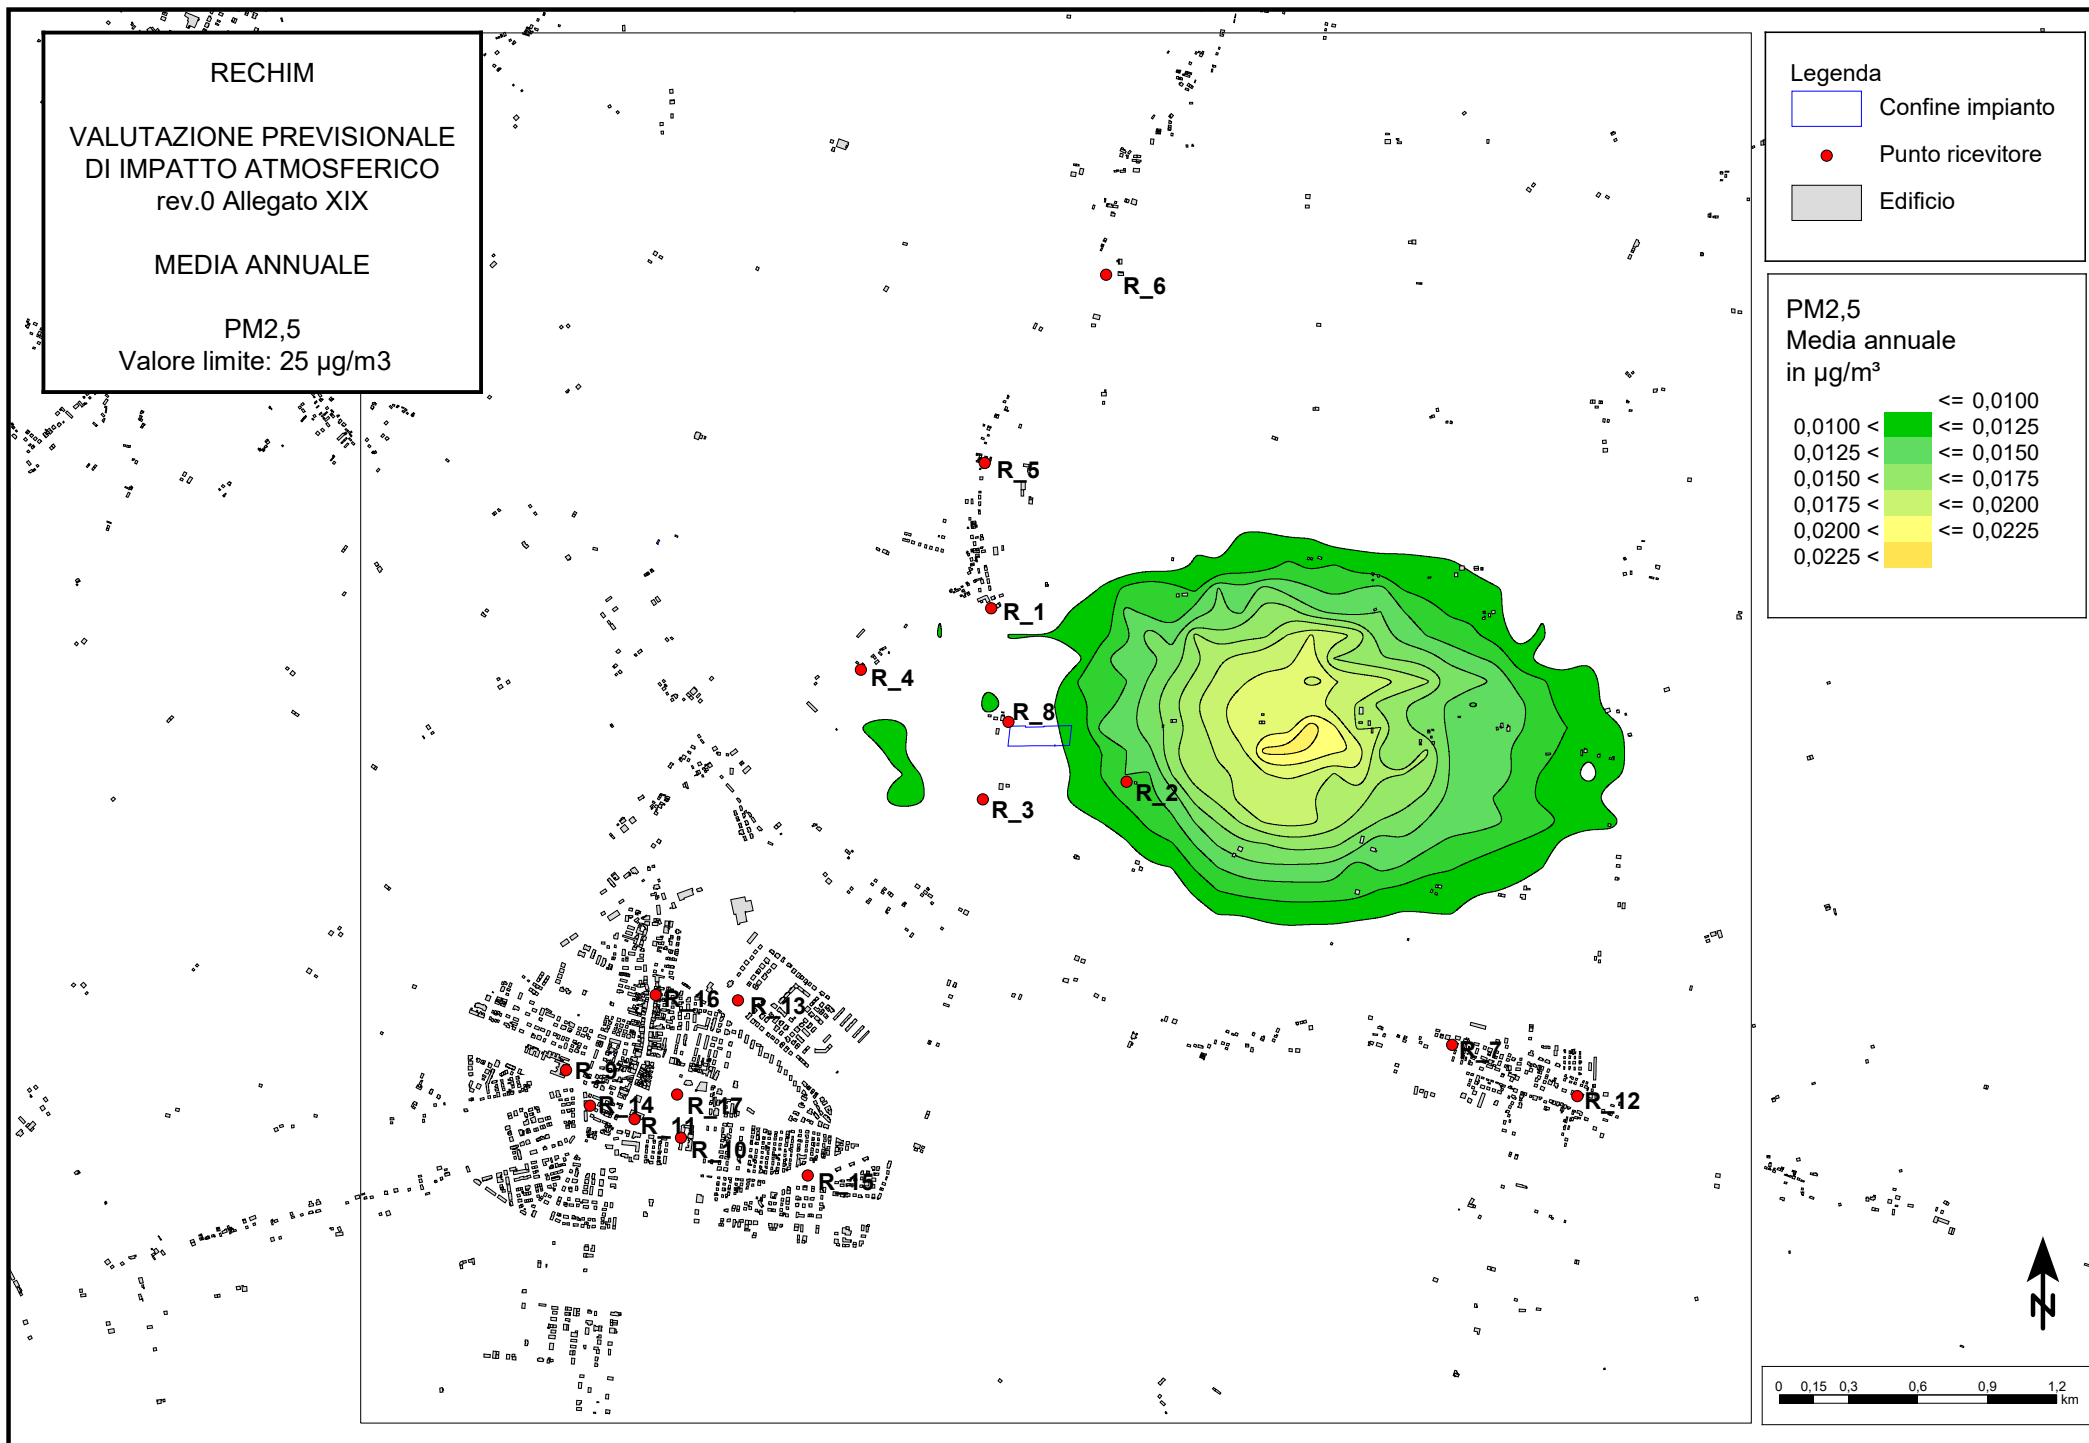 RECHIM
VALUTAZIONE PREVISIONALE
DI IMPATTO ATMOSFERICO
rev.0 Allegato XIX
MEDIA ANNUALE
PM2,5
Valore limite: 25 µg/m3
Legenda
Confine impianto
Punto ricevitore
Edificio
PM2,5
Media annuale
in µg/m³
<= 0,0100
0,0100 < <= 0,0125
0,0125 < <= 0,0150
0,0150 < <= 0,0175
0,0175 < <= 0,0200
0,0200 < <= 0,0225
0,0225 <
R_6
R_5
R_1
R_4
R_8
R_2
R_3
R_16
R_13
R_7
R_9
R_12
R_14
R_17
R_11
R_10
R_15
N
0 0,15 0,3 0,6 0,9 1,2
km